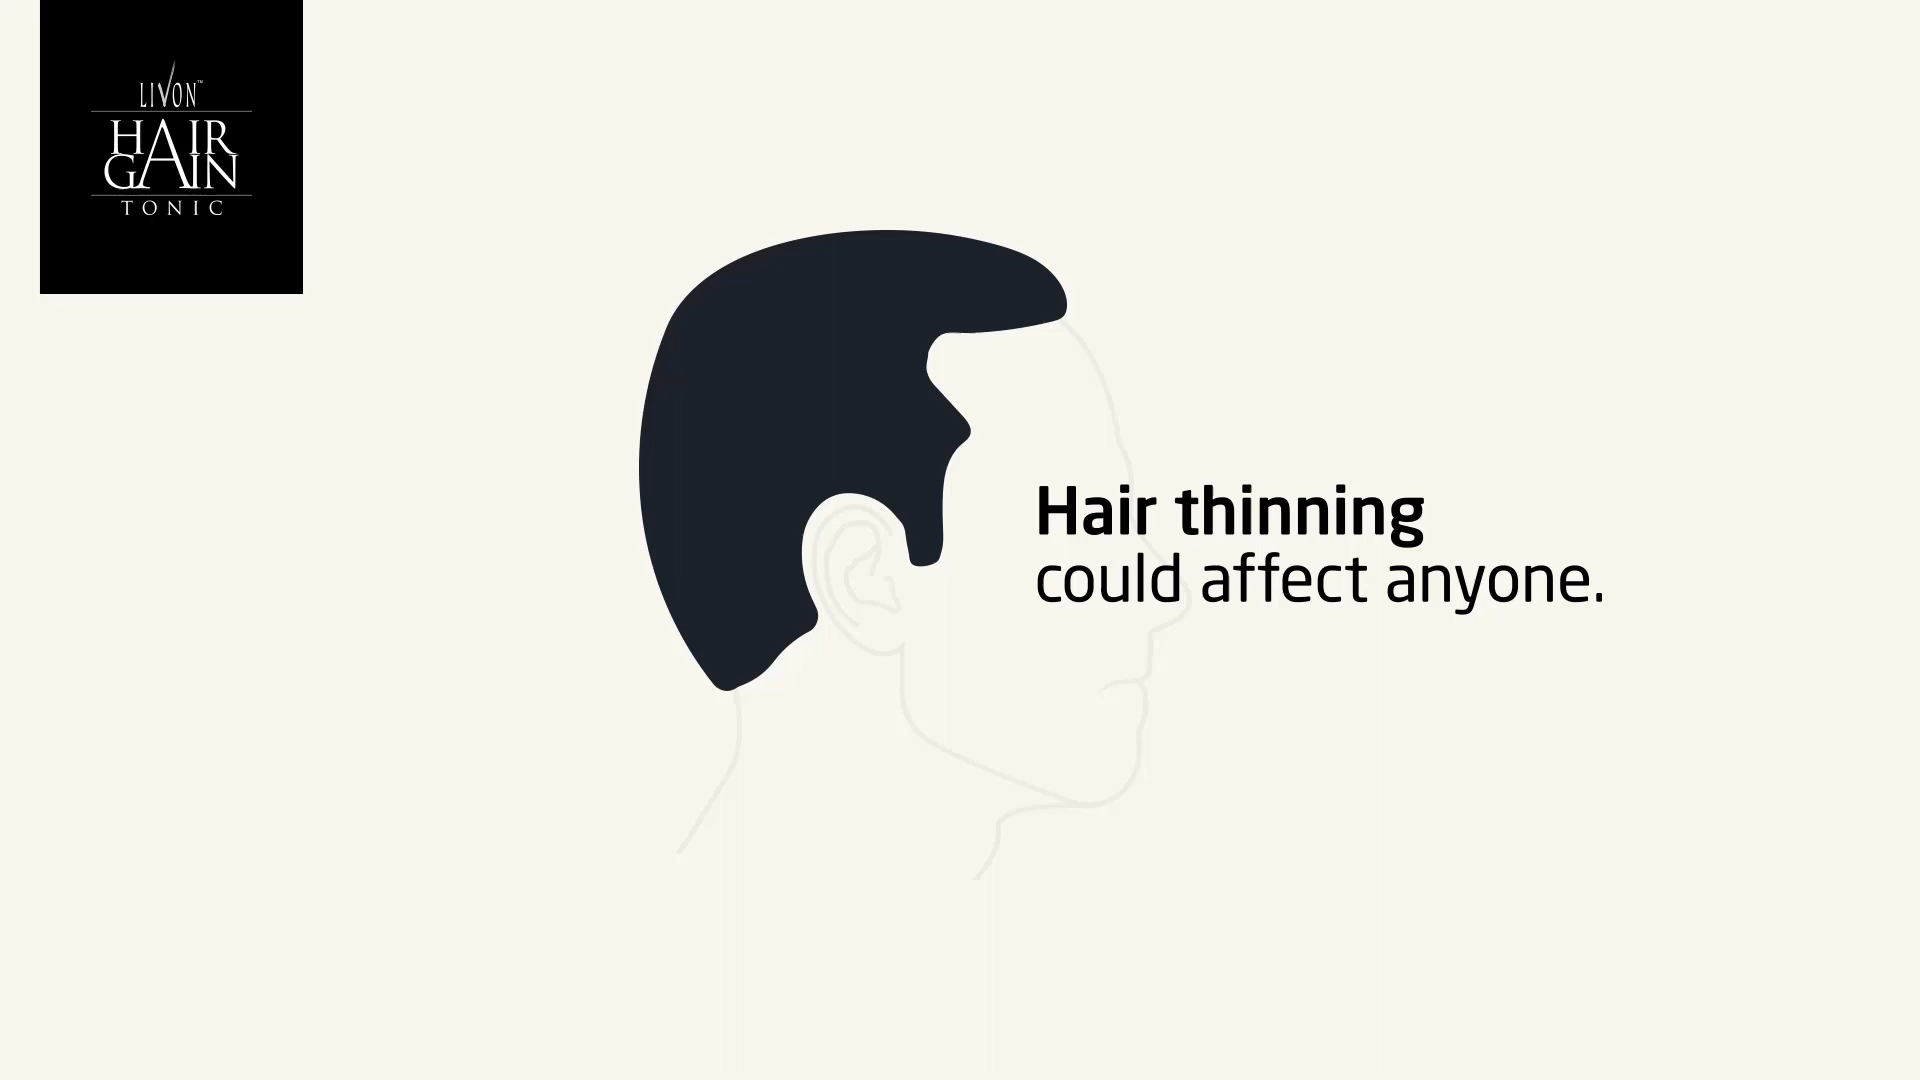 LIVON™
HAIR
GAIN
TONIC
Hair thinning
could affect anyone.